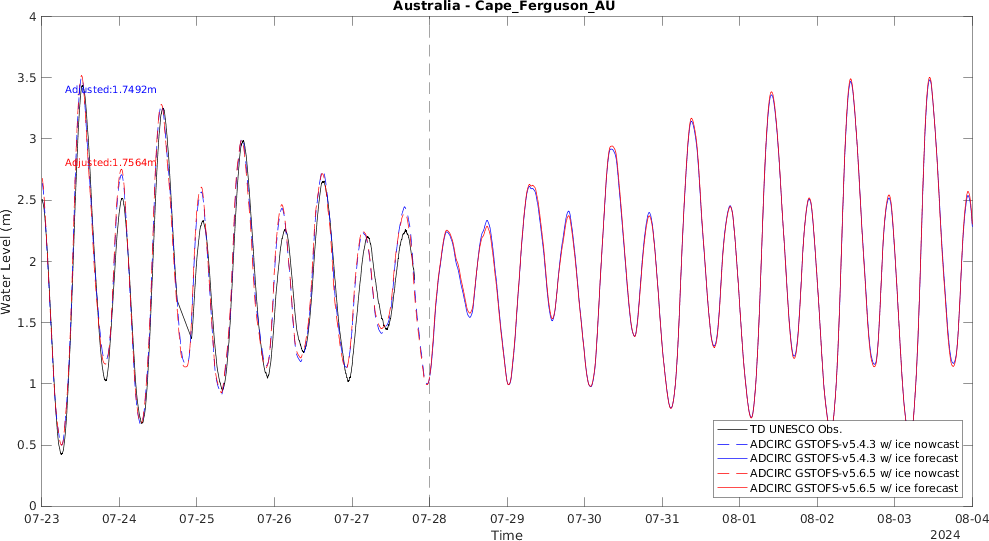 Australia - Cape_Ferguson_AU
4
3.5
3
2.5
2
1.5
1
0.5
0
Water Level (m)
Adjusted:1.7492m
Adjusted:1.7564m
TD UNESCO Obs.
ADCIRC GSTOFS-v5.4.3 w/ ice nowcast
ADCIRC GSTOFS-v5.4.3 w/ ice forecast
ADCIRC GSTOFS-v5.6.5 w/ ice nowcast
ADCIRC GSTOFS-v5.6.5 w/ ice forecast
07-23 07-24 07-25 07-26 07-27 07-28 07-29 07-30 07-31 08-01 08-02 08-03 08-04
Time
2024